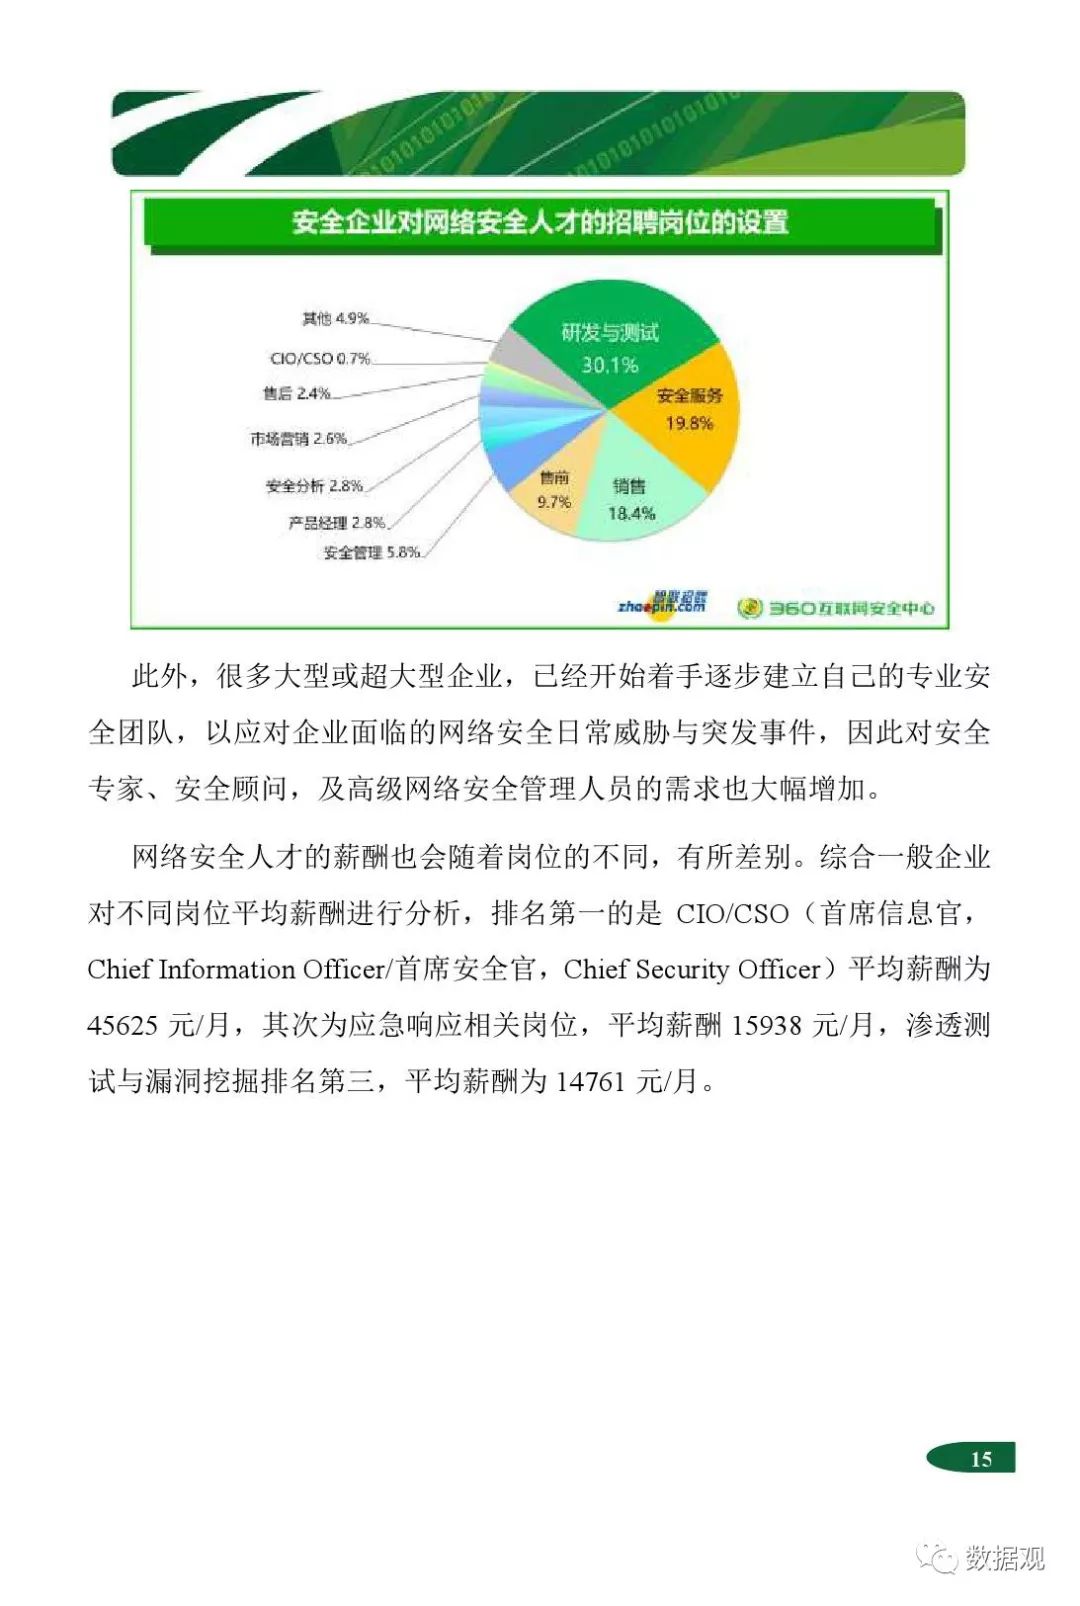 10101010101010
101010101010101010
安全企业对网络安全人才的招聘岗位的设置
研发与测试
30.1%
安全服务
19.8%
销售
18.4%
售前
9.7%
其他 4.9%
CIO/CSO 0.7%
售后 2.4%
市场营销 2.6%
安全分析 2.8%
产品经理 2.8%
安全管理 5.8%
智联招聘
zhaopin.com
360互联网安全中心
此外，很多大型或超大型企业，已经开始着手逐步建立自己的专业安
全团队，以应对企业面临的网络安全日常威胁与突发事件，因此对安全
专家、安全顾问，及高级网络安全管理人员的需求也大幅增加。
网络安全人才的薪酬也会随着岗位的不同，有所差别。综合一般企业
对不同岗位平均薪酬进行分析，排名第一的是 CIO/CSO（首席信息官，
Chief Information Officer/首席安全官，Chief Security Officer）平均薪酬为
45625 元/月，其次为应急响应相关岗位，平均薪酬 15938 元/月，渗透测
试与漏洞挖掘排名第三，平均薪酬为 14761 元/月。
15
数据观